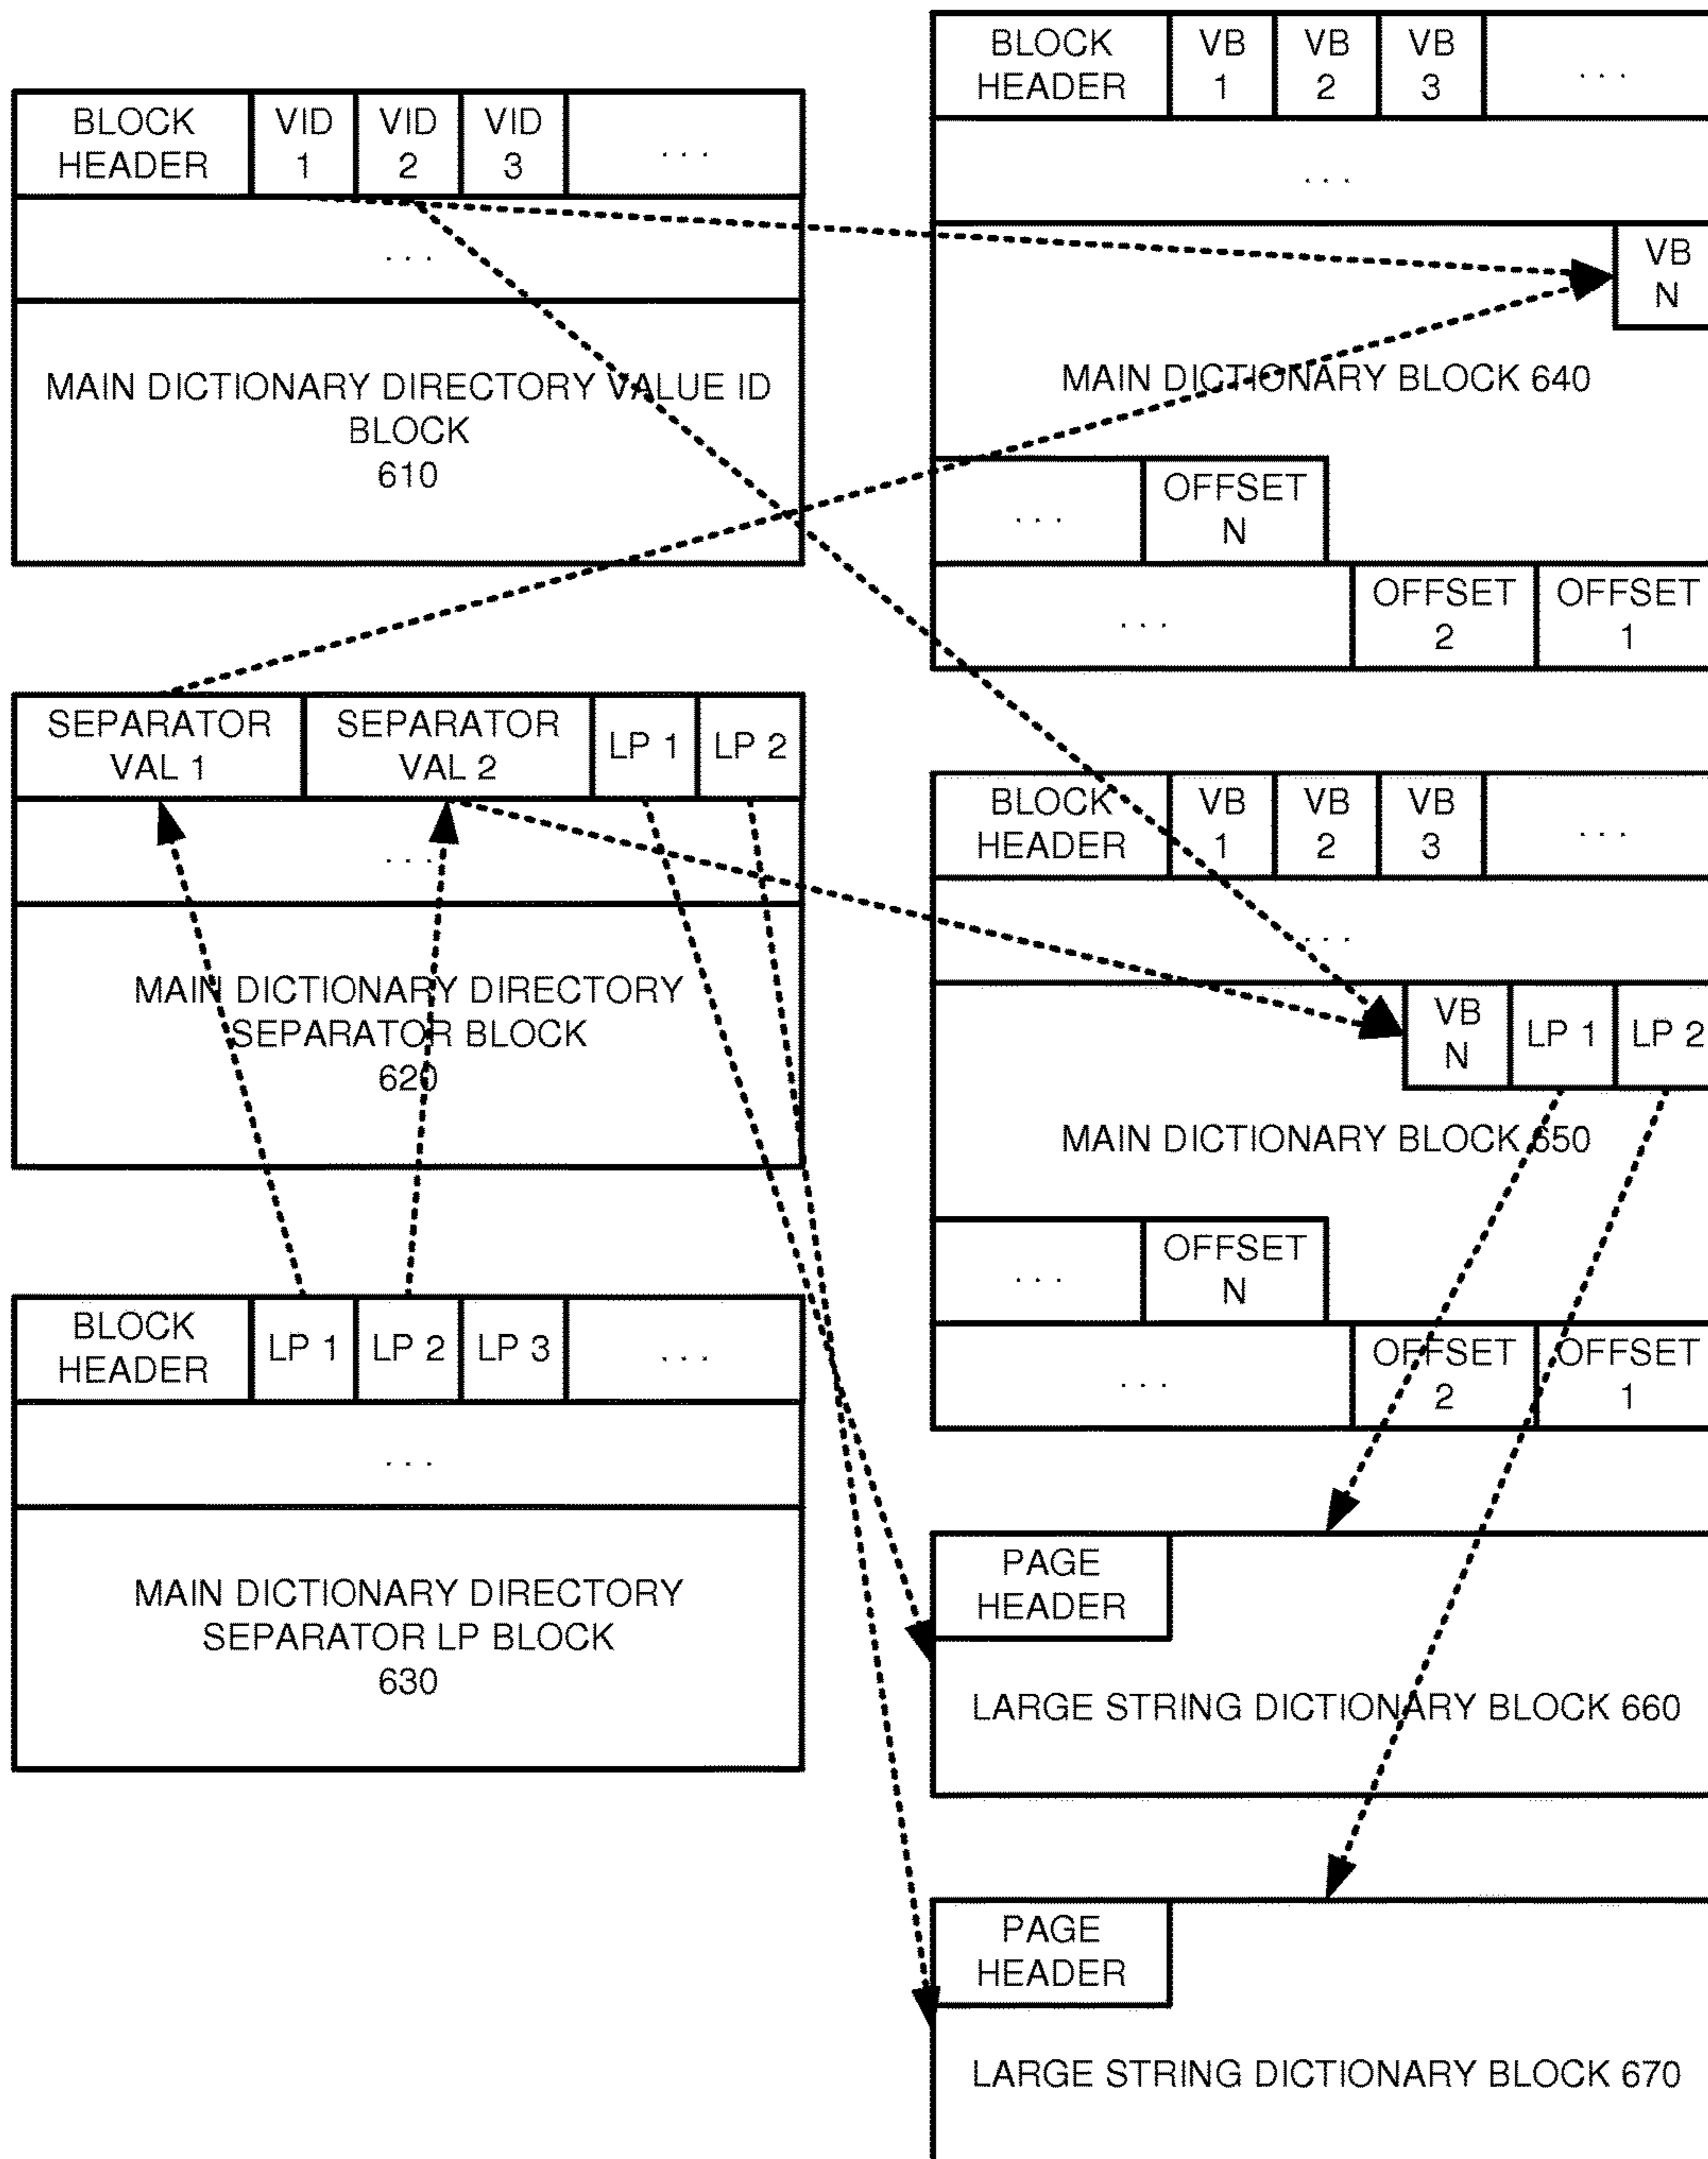 BLOCK
HEADER
VID
1
VID
2
VID
3
. . .
. . .
MAIN DICTIONARY DIRECTORY VALUE ID
BLOCK
610
SEPARATOR
VAL 1
SEPARATOR
VAL 2
LP 1
LP 2
. . .
MAIN DICTIONARY DIRECTORY
SEPARATOR BLOCK
620
BLOCK
HEADER
LP 1
LP 2
LP 3
. . .
. . .
MAIN DICTIONARY DIRECTORY
SEPARATOR LP BLOCK
630
BLOCK
HEADER
VB
1
VB
2
VB
3
. . .
. . .
VB
N
MAIN DICTIONARY BLOCK 640
. . .
OFFSET
N
. . .
OFFSET
2
OFFSET
1
BLOCK
HEADER
VB
1
VB
2
VB
3
. . .
. . .
VB
N
LP 1
LP 2
MAIN DICTIONARY BLOCK 650
. . .
OFFSET
N
. . .
OFFSET
2
OFFSET
1
PAGE
HEADER
LARGE STRING DICTIONARY BLOCK 660
PAGE
HEADER
LARGE STRING DICTIONARY BLOCK 670